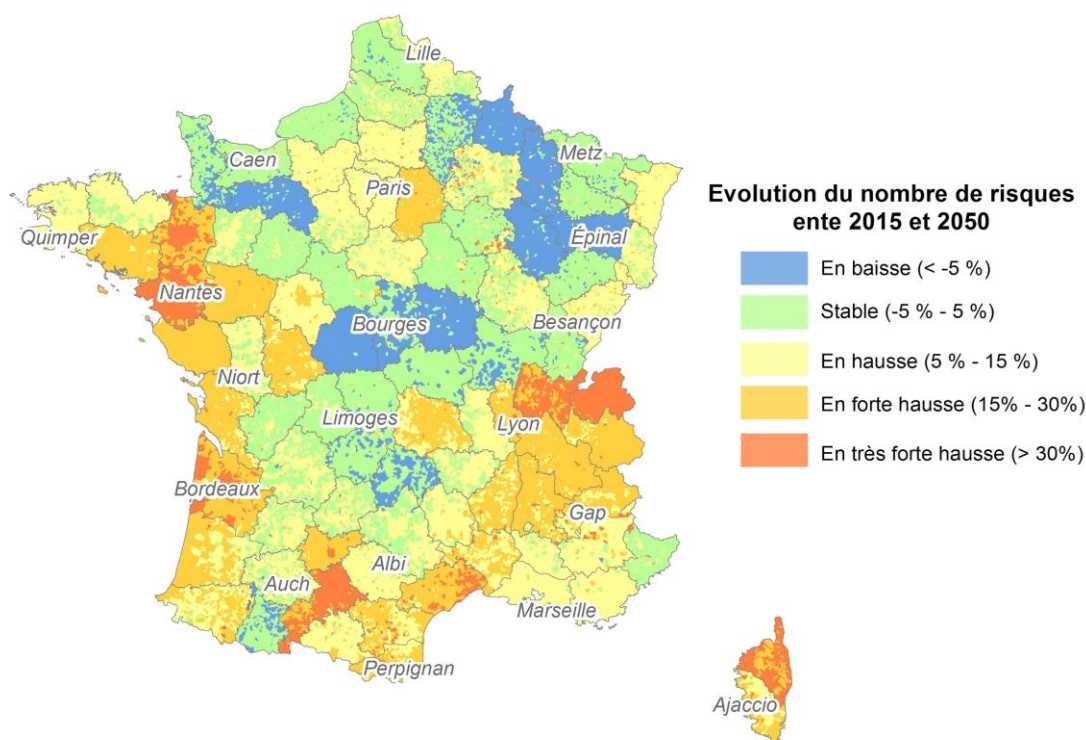 Lille
Caen
Metz
Paris
Quimper
Épinal
Nantes
Bourges
Besançon
Niort
Limoges
Lyon
Bordeaux
Gap
Albi
Auch
Marseille
Perpignan
Ajaccio
Evolution du nombre de risques
ente 2015 et 2050
En baisse (< -5 %)
Stable (-5 % - 5 %)
En hausse (5 % - 15 %)
En forte hausse (15% - 30%)
En très forte hausse (> 30%)